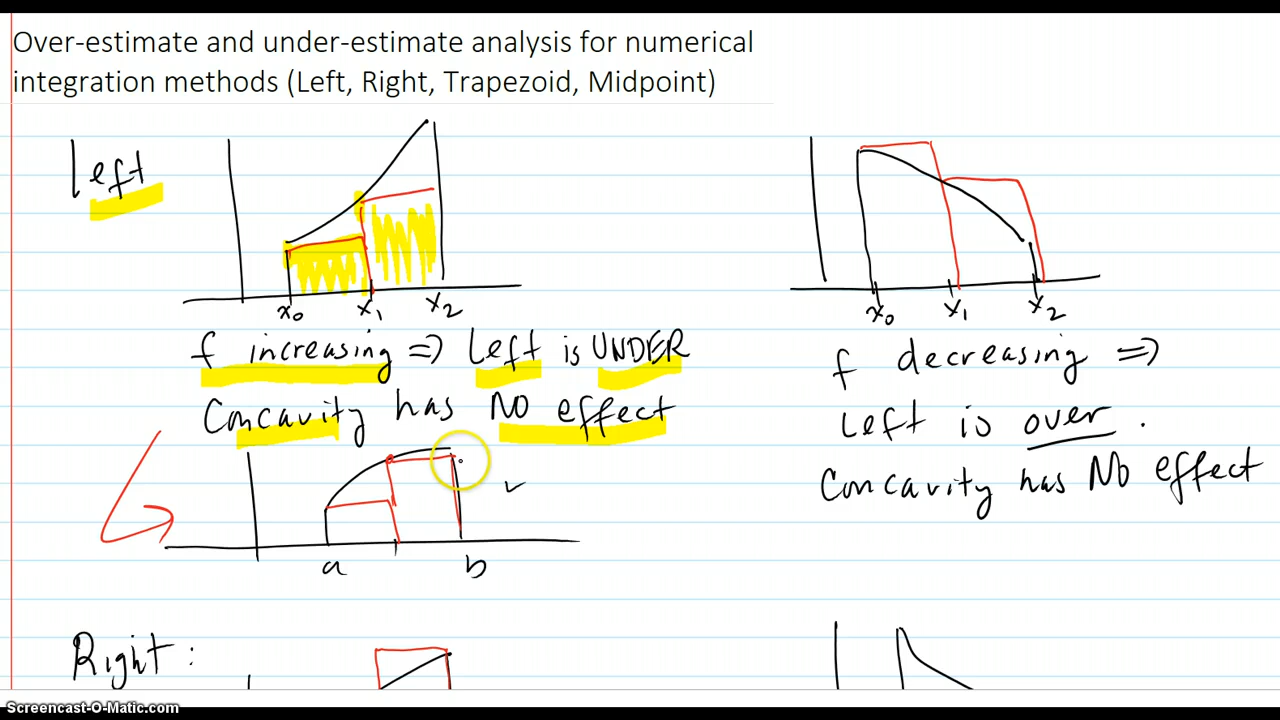 Over-estimate and under-estimate analysis for numerical
integration methods (Left, Right, Trapezoid, Midpoint)
Left
x₀ x₁ x₂
f increasing => Left is UNDER
Concavity has NO effect
a b
x₀ x₁ x₂
f decreasing =>
Left is over.
Concavity has NO effect
Right:
Screencast-O-Matic.com